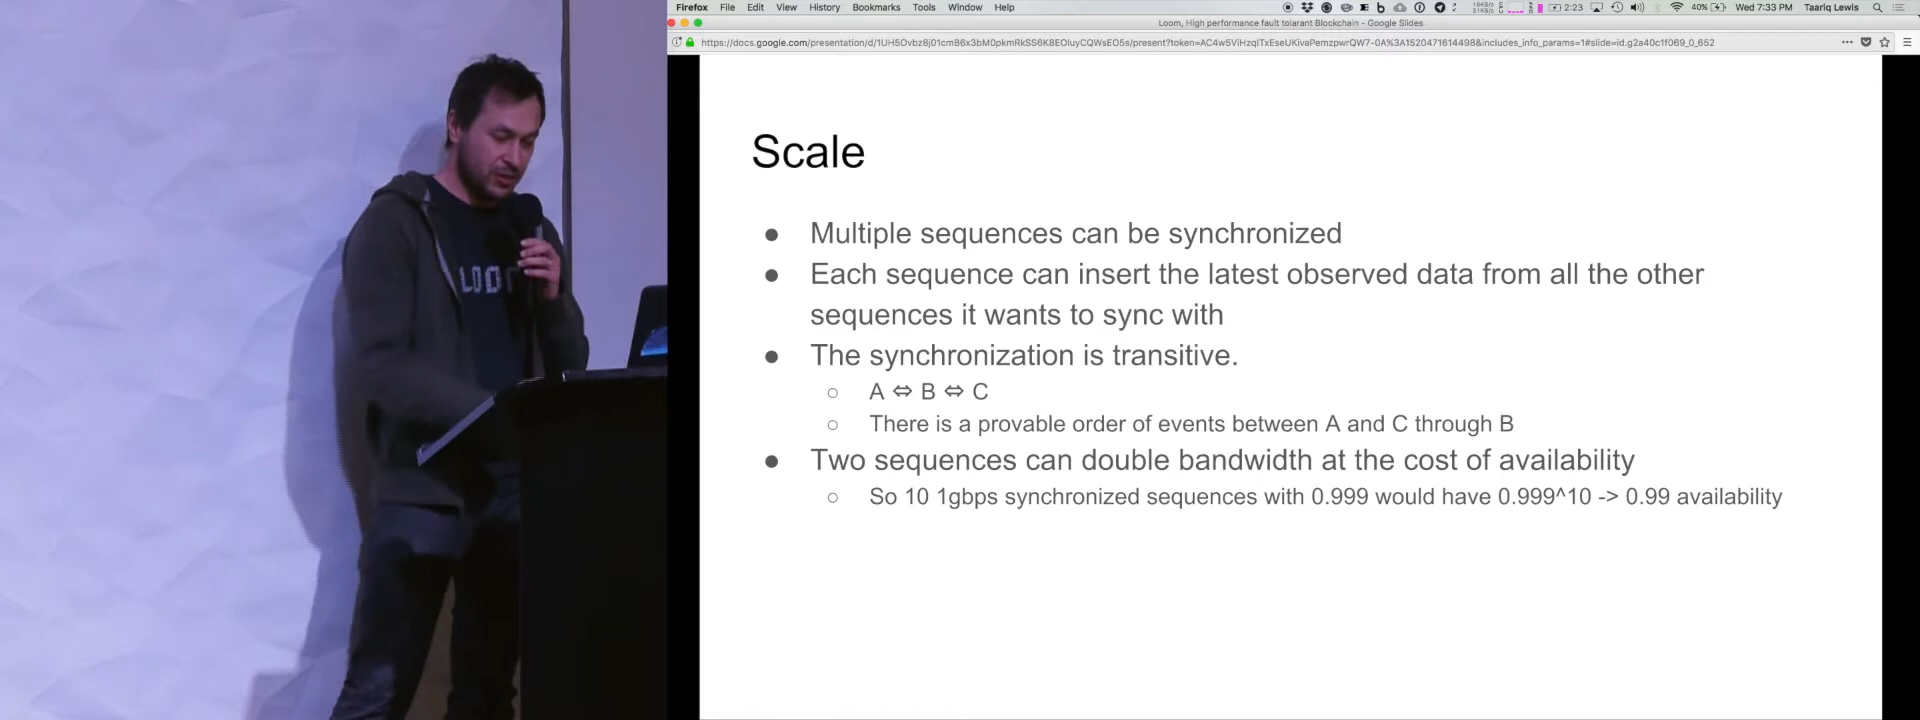 Firefox File Edit View History Bookmarks Tools Window Help 2:23 40% Wed 7:33 PM Taariq Lewis
Loom, High performance fault tolarant Blockchain - Google Slides
Scale
● Multiple sequences can be synchronized
● Each sequence can insert the latest observed data from all the other
sequences it wants to sync with
● The synchronization is transitive.
○ A ⇔ B ⇔ C
○ There is a provable order of events between A and C through B
● Two sequences can double bandwidth at the cost of availability
○ So 10 1gbps synchronized sequences with 0.999 would have 0.999^10 -> 0.99 availability